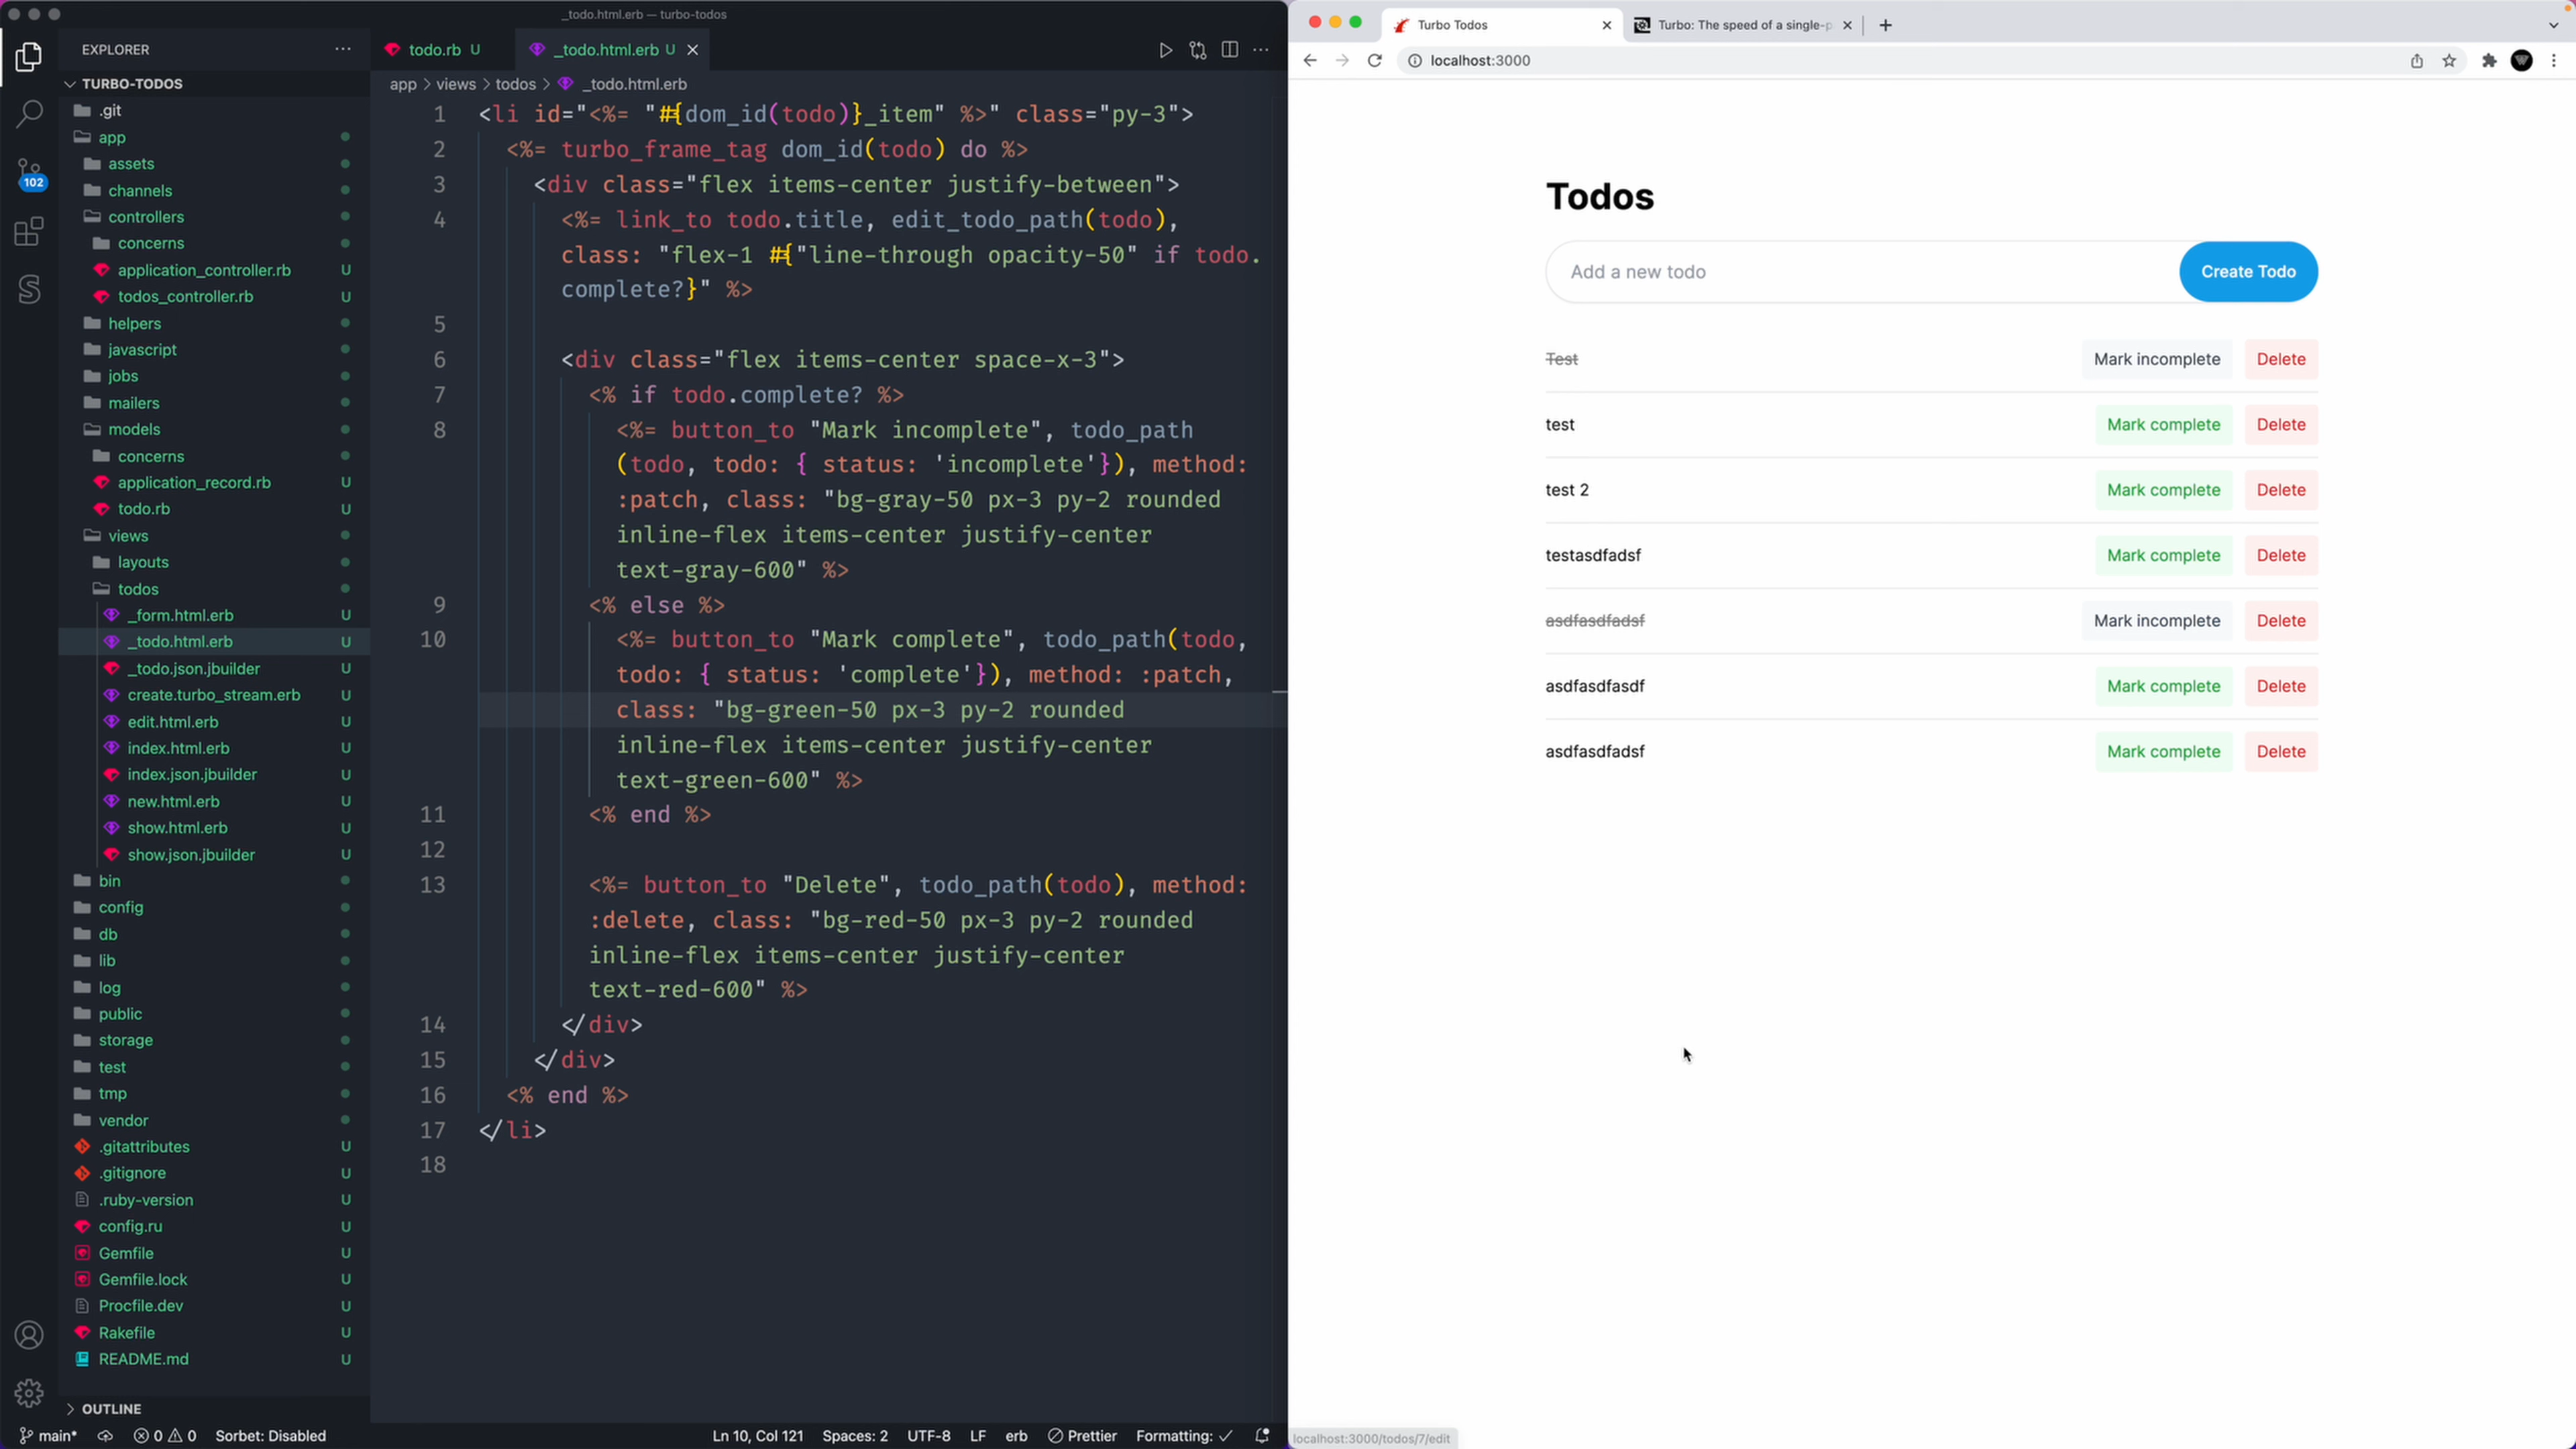 _todo.html.erb — turbo-todos
EXPLORER
TURBO-TODOS
.git
app
assets
channels
controllers
concerns
application_controller.rb U
todos_controller.rb U
helpers
javascript
jobs
mailers
models
concerns
application_record.rb U
todo.rb U
views
layouts
todos
_form.html.erb U
_todo.html.erb U
_todo.json.jbuilder U
create.turbo_stream.erb U
edit.html.erb U
index.html.erb U
index.json.jbuilder U
new.html.erb U
show.html.erb U
show.json.jbuilder U
bin
config
db
lib
log
public
storage
test
tmp
vendor
.gitattributes U
.gitignore U
.ruby-version U
config.ru U
Gemfile U
Gemfile.lock U
Procfile.dev U
Rakefile U
README.md U
OUTLINE
102
todo.rb U
_todo.html.erb U
app > views > todos > _todo.html.erb
1 <li id="<%= "#{dom_id(todo)}_item" %>" class="py-3">
2 <%= turbo_frame_tag dom_id(todo) do %>
3 <div class="flex items-center justify-between">
4 <%= link_to todo.title, edit_todo_path(todo),
class: "flex-1 #{"line-through opacity-50" if todo.
complete?}" %>
5
6 <div class="flex items-center space-x-3">
7 <% if todo.complete? %>
8 <%= button_to "Mark incomplete", todo_path
(todo, todo: { status: 'incomplete'}), method:
:patch, class: "bg-gray-50 px-3 py-2 rounded
inline-flex items-center justify-center
text-gray-600" %>
9 <% else %>
10 <%= button_to "Mark complete", todo_path(todo,
todo: { status: 'complete'}), method: :patch,
class: "bg-green-50 px-3 py-2 rounded
inline-flex items-center justify-center
text-green-600" %>
11 <% end %>
12
13 <%= button_to "Delete", todo_path(todo), method:
:delete, class: "bg-red-50 px-3 py-2 rounded
inline-flex items-center justify-center
text-red-600" %>
14 </div>
15 </div>
16 <% end %>
17 </li>
18
main* 0 0 Sorbet: Disabled
Ln 10, Col 121 Spaces: 2 UTF-8 LF erb Prettier Formatting: ✓
Turbo Todos
Turbo: The speed of a single-p
localhost:3000
Todos
Add a new todo
Create Todo
Test Mark incomplete Delete
test Mark complete Delete
test 2 Mark complete Delete
testasdfadsf Mark complete Delete
asdfasdfadsf Mark incomplete Delete
asdfasdfasdf Mark complete Delete
asdfasdfadsf Mark complete Delete
localhost:3000/todos/7/edit